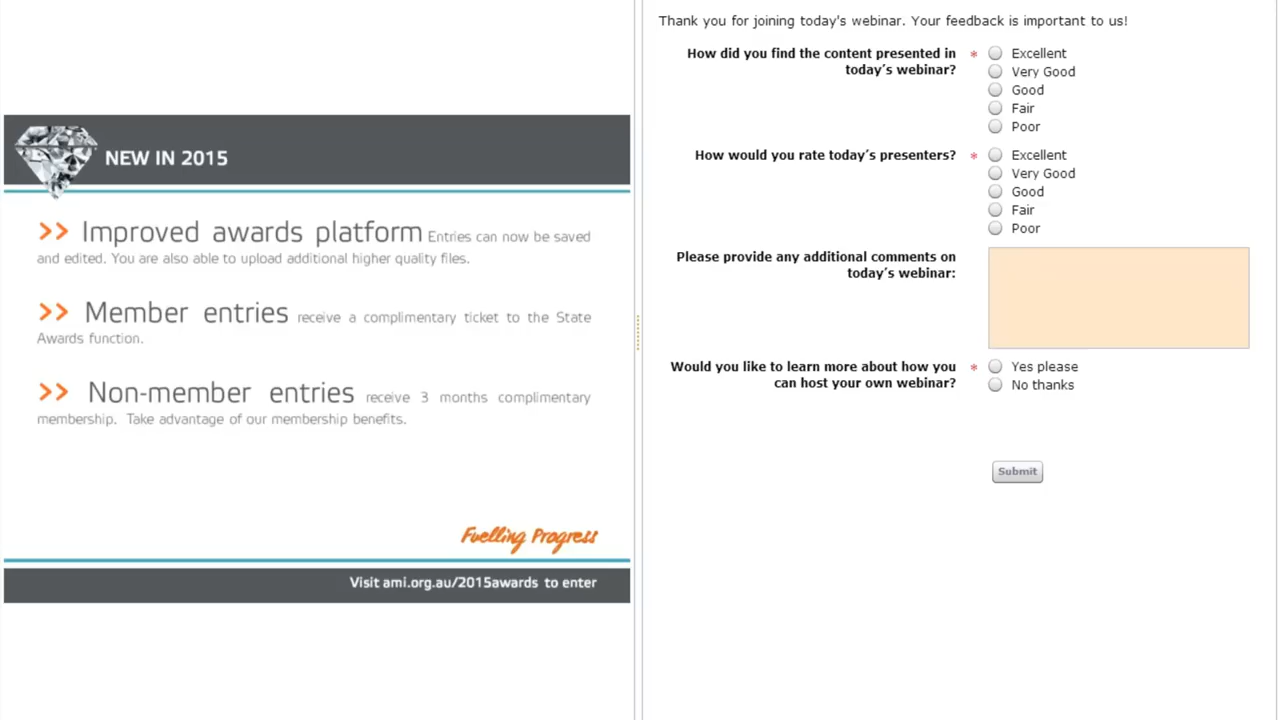 NEW IN 2015
>> Improved awards platform Entries can now be saved
and edited. You are also able to upload additional higher quality files.
>> Member entries receive a complimentary ticket to the State
Awards function.
>> Non-member entries receive 3 months complimentary
membership. Take advantage of our membership benefits.
Fuelling Progress
Visit ami.org.au/2015awards to enter
Thank you for joining today's webinar. Your feedback is important to us!
How did you find the content presented in
today’s webinar?
*
Excellent
Very Good
Good
Fair
Poor
How would you rate today’s presenters?
*
Excellent
Very Good
Good
Fair
Poor
Please provide any additional comments on
today’s webinar:
Would you like to learn more about how you
can host your own webinar?
*
Yes please
No thanks
Submit